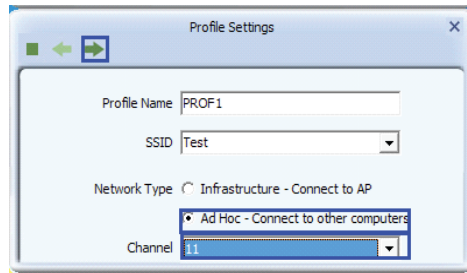 Profile Settings
Profile Name PROF1
SSID Test
Network Type Infrastructure - Connect to AP
Ad Hoc - Connect to other computers
Channel 11